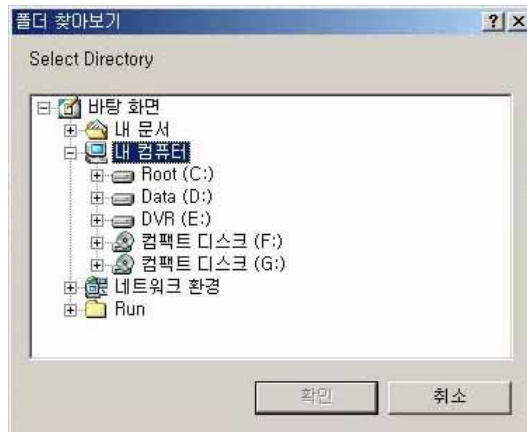 폴더 찾아보기
Select Directory
바탕 화면
내 문서
내 컴퓨터
Root (C:)
Data (D:)
DVR (E:)
컴팩트 디스크 (F:)
컴팩트 디스크 (G:)
네트워크 환경
Run
확인 취소